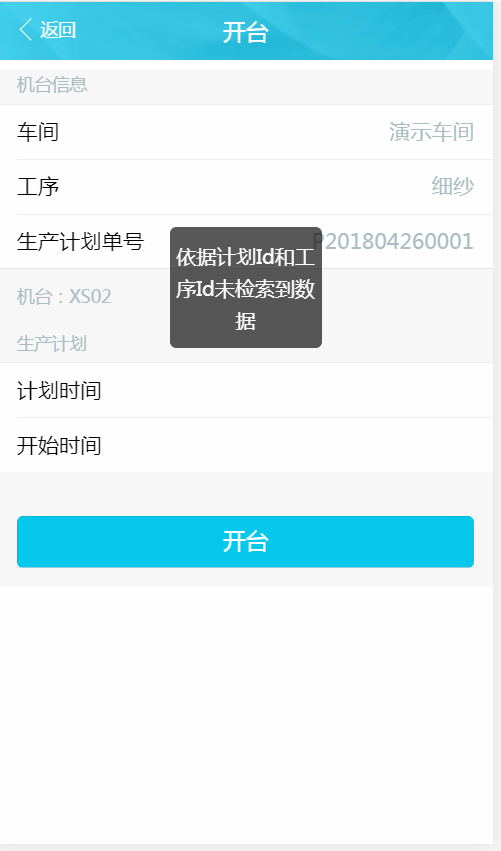 返回
开台
机台信息
车间
演示车间
工序
细纱
生产计划单号
P201804260001
依据计划Id和工
序Id未检索到数
据
机台：XS02
生产计划
计划时间
开始时间
开台